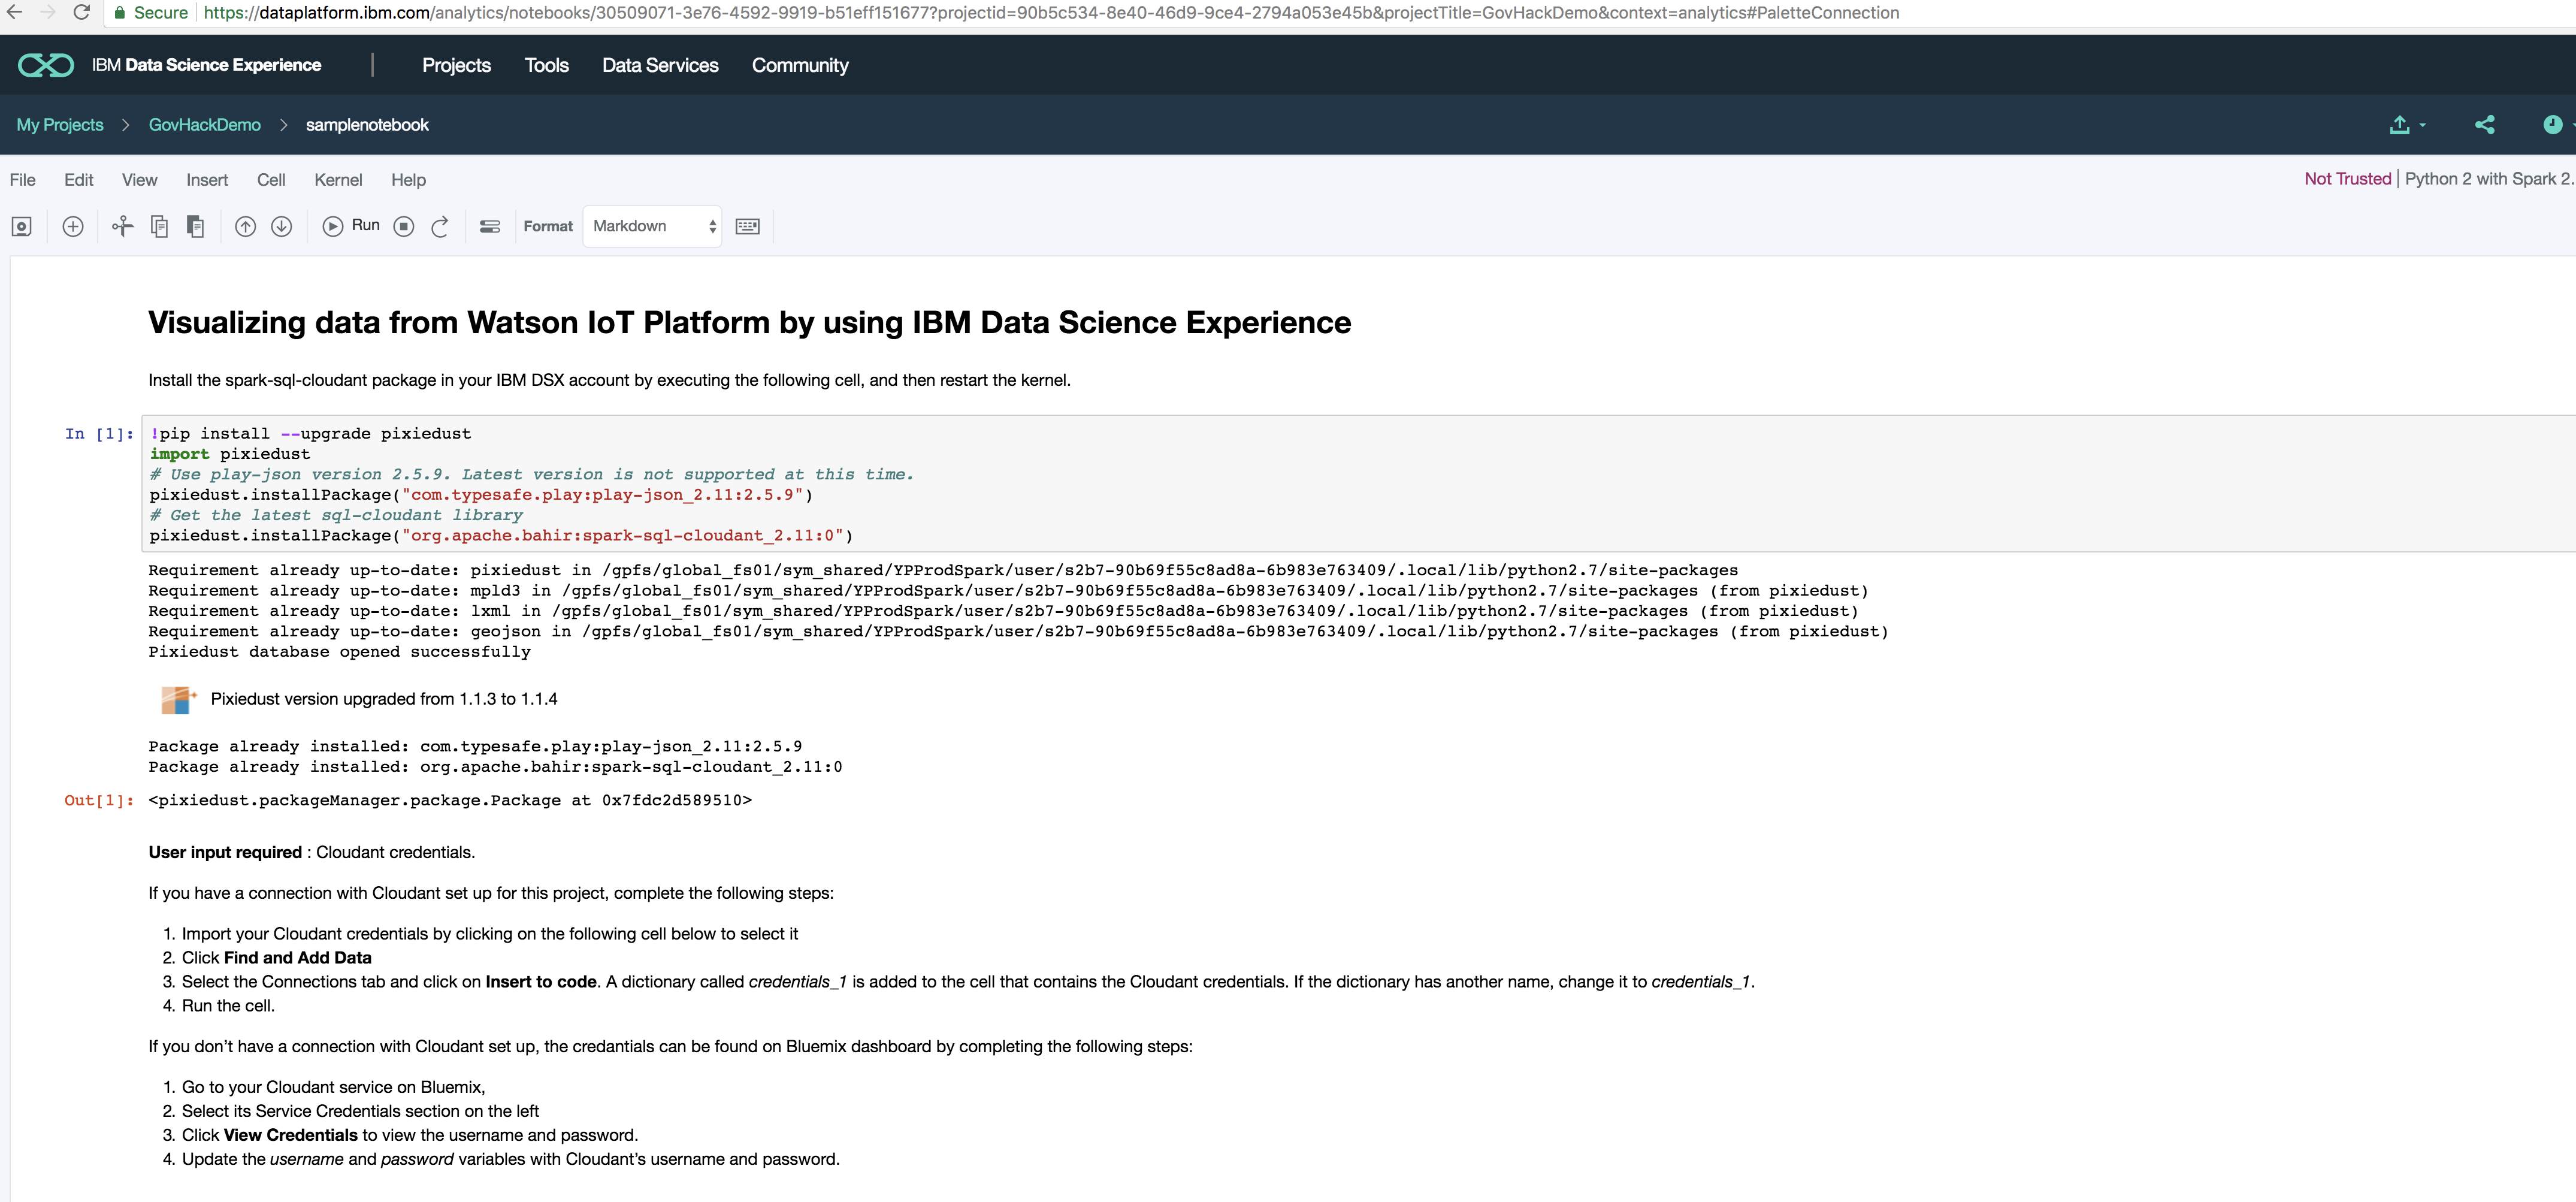 Secure https://dataplatform.ibm.com/analytics/notebooks/30509071-3e76-4592-9919-b51eff151677?projectid=90b5c534-8e40-46d9-9ce4-2794a053e45b&projectTitle=GovHackDemo&context=analytics#PaletteConnection
IBM Data Science Experience | Projects Tools Data Services Community
My Projects > GovHackDemo > samplenotebook
File Edit View Insert Cell Kernel Help Not Trusted | Python 2 with Spark 2.
Run Format Markdown
Visualizing data from Watson IoT Platform by using IBM Data Science Experience
Install the spark-sql-cloudant package in your IBM DSX account by executing the following cell, and then restart the kernel.
In [1]: !pip install --upgrade pixiedust
import pixiedust
# Use play-json version 2.5.9. Latest version is not supported at this time.
pixiedust.installPackage("com.typesafe.play:play-json_2.11:2.5.9")
# Get the latest sql-cloudant library
pixiedust.installPackage("org.apache.bahir:spark-sql-cloudant_2.11:0")
Requirement already up-to-date: pixiedust in /gpfs/global_fs01/sym_shared/YPProdSpark/user/s2b7-90b69f55c8ad8a-6b983e763409/.local/lib/python2.7/site-packages
Requirement already up-to-date: mpld3 in /gpfs/global_fs01/sym_shared/YPProdSpark/user/s2b7-90b69f55c8ad8a-6b983e763409/.local/lib/python2.7/site-packages (from pixiedust)
Requirement already up-to-date: lxml in /gpfs/global_fs01/sym_shared/YPProdSpark/user/s2b7-90b69f55c8ad8a-6b983e763409/.local/lib/python2.7/site-packages (from pixiedust)
Requirement already up-to-date: geojson in /gpfs/global_fs01/sym_shared/YPProdSpark/user/s2b7-90b69f55c8ad8a-6b983e763409/.local/lib/python2.7/site-packages (from pixiedust)
Pixiedust database opened successfully
Pixiedust version upgraded from 1.1.3 to 1.1.4
Package already installed: com.typesafe.play:play-json_2.11:2.5.9
Package already installed: org.apache.bahir:spark-sql-cloudant_2.11:0
Out[1]: <pixiedust.packageManager.package.Package at 0x7fdc2d589510>
User input required : Cloudant credentials.
If you have a connection with Cloudant set up for this project, complete the following steps:
1. Import your Cloudant credentials by clicking on the following cell below to select it
2. Click Find and Add Data
3. Select the Connections tab and click on Insert to code. A dictionary called credentials_1 is added to the cell that contains the Cloudant credentials. If the dictionary has another name, change it to credentials_1.
4. Run the cell.
If you don't have a connection with Cloudant set up, the credantials can be found on Bluemix dashboard by completing the following steps:
1. Go to your Cloudant service on Bluemix,
2. Select its Service Credentials section on the left
3. Click View Credentials to view the username and password.
4. Update the username and password variables with Cloudant's username and password.